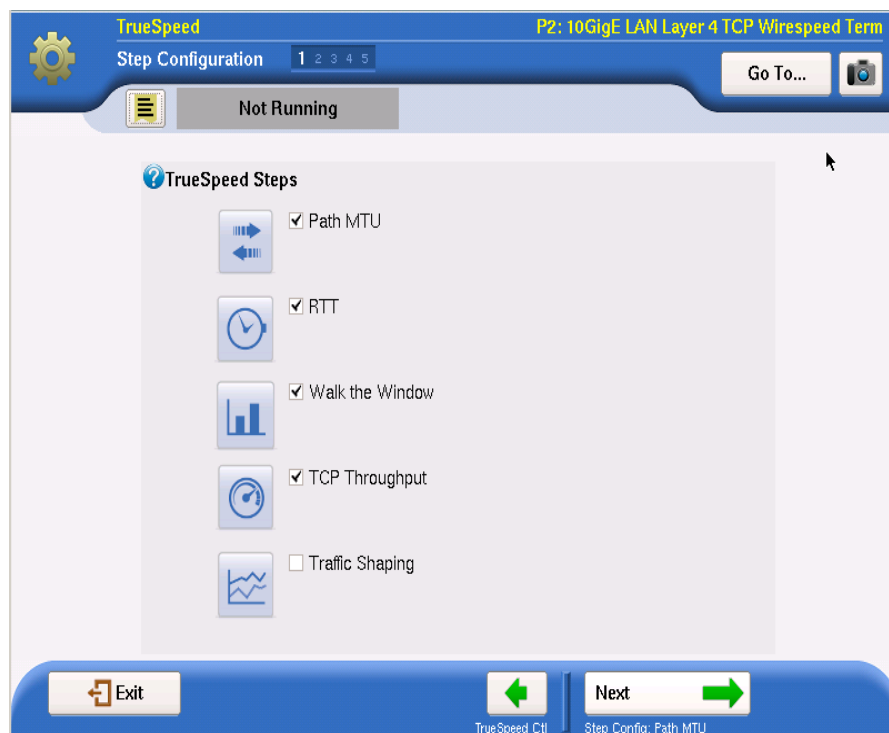 TrueSpeed
P2: 10GigE LAN Layer 4 TCP Wirespeed Term
Step Configuration 1 2 3 4 5
Go To...
Not Running
?TrueSpeed Steps
Path MTU
RTT
Walk the Window
TCP Throughput
Traffic Shaping
Exit
Next
TrueSpeed Ctl
Step Config: Path MTU